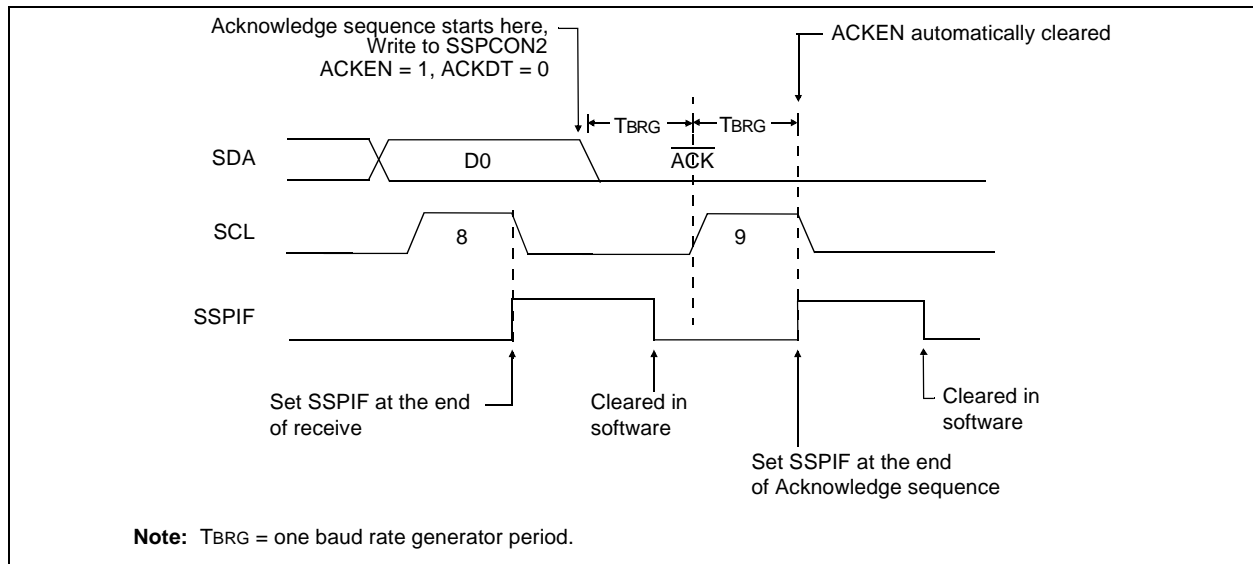 Acknowledge sequence starts here,
Write to SSPCON2
ACKEN = 1, ACKDT = 0
ACKEN automatically cleared
TBRG
TBRG
SDA
D0
ACK
SCL
8
9
SSPIF
Set SSPIF at the end
of receive
Cleared in
software
Set SSPIF at the end
of Acknowledge sequence
Cleared in
software
Note: TBRG = one baud rate generator period.